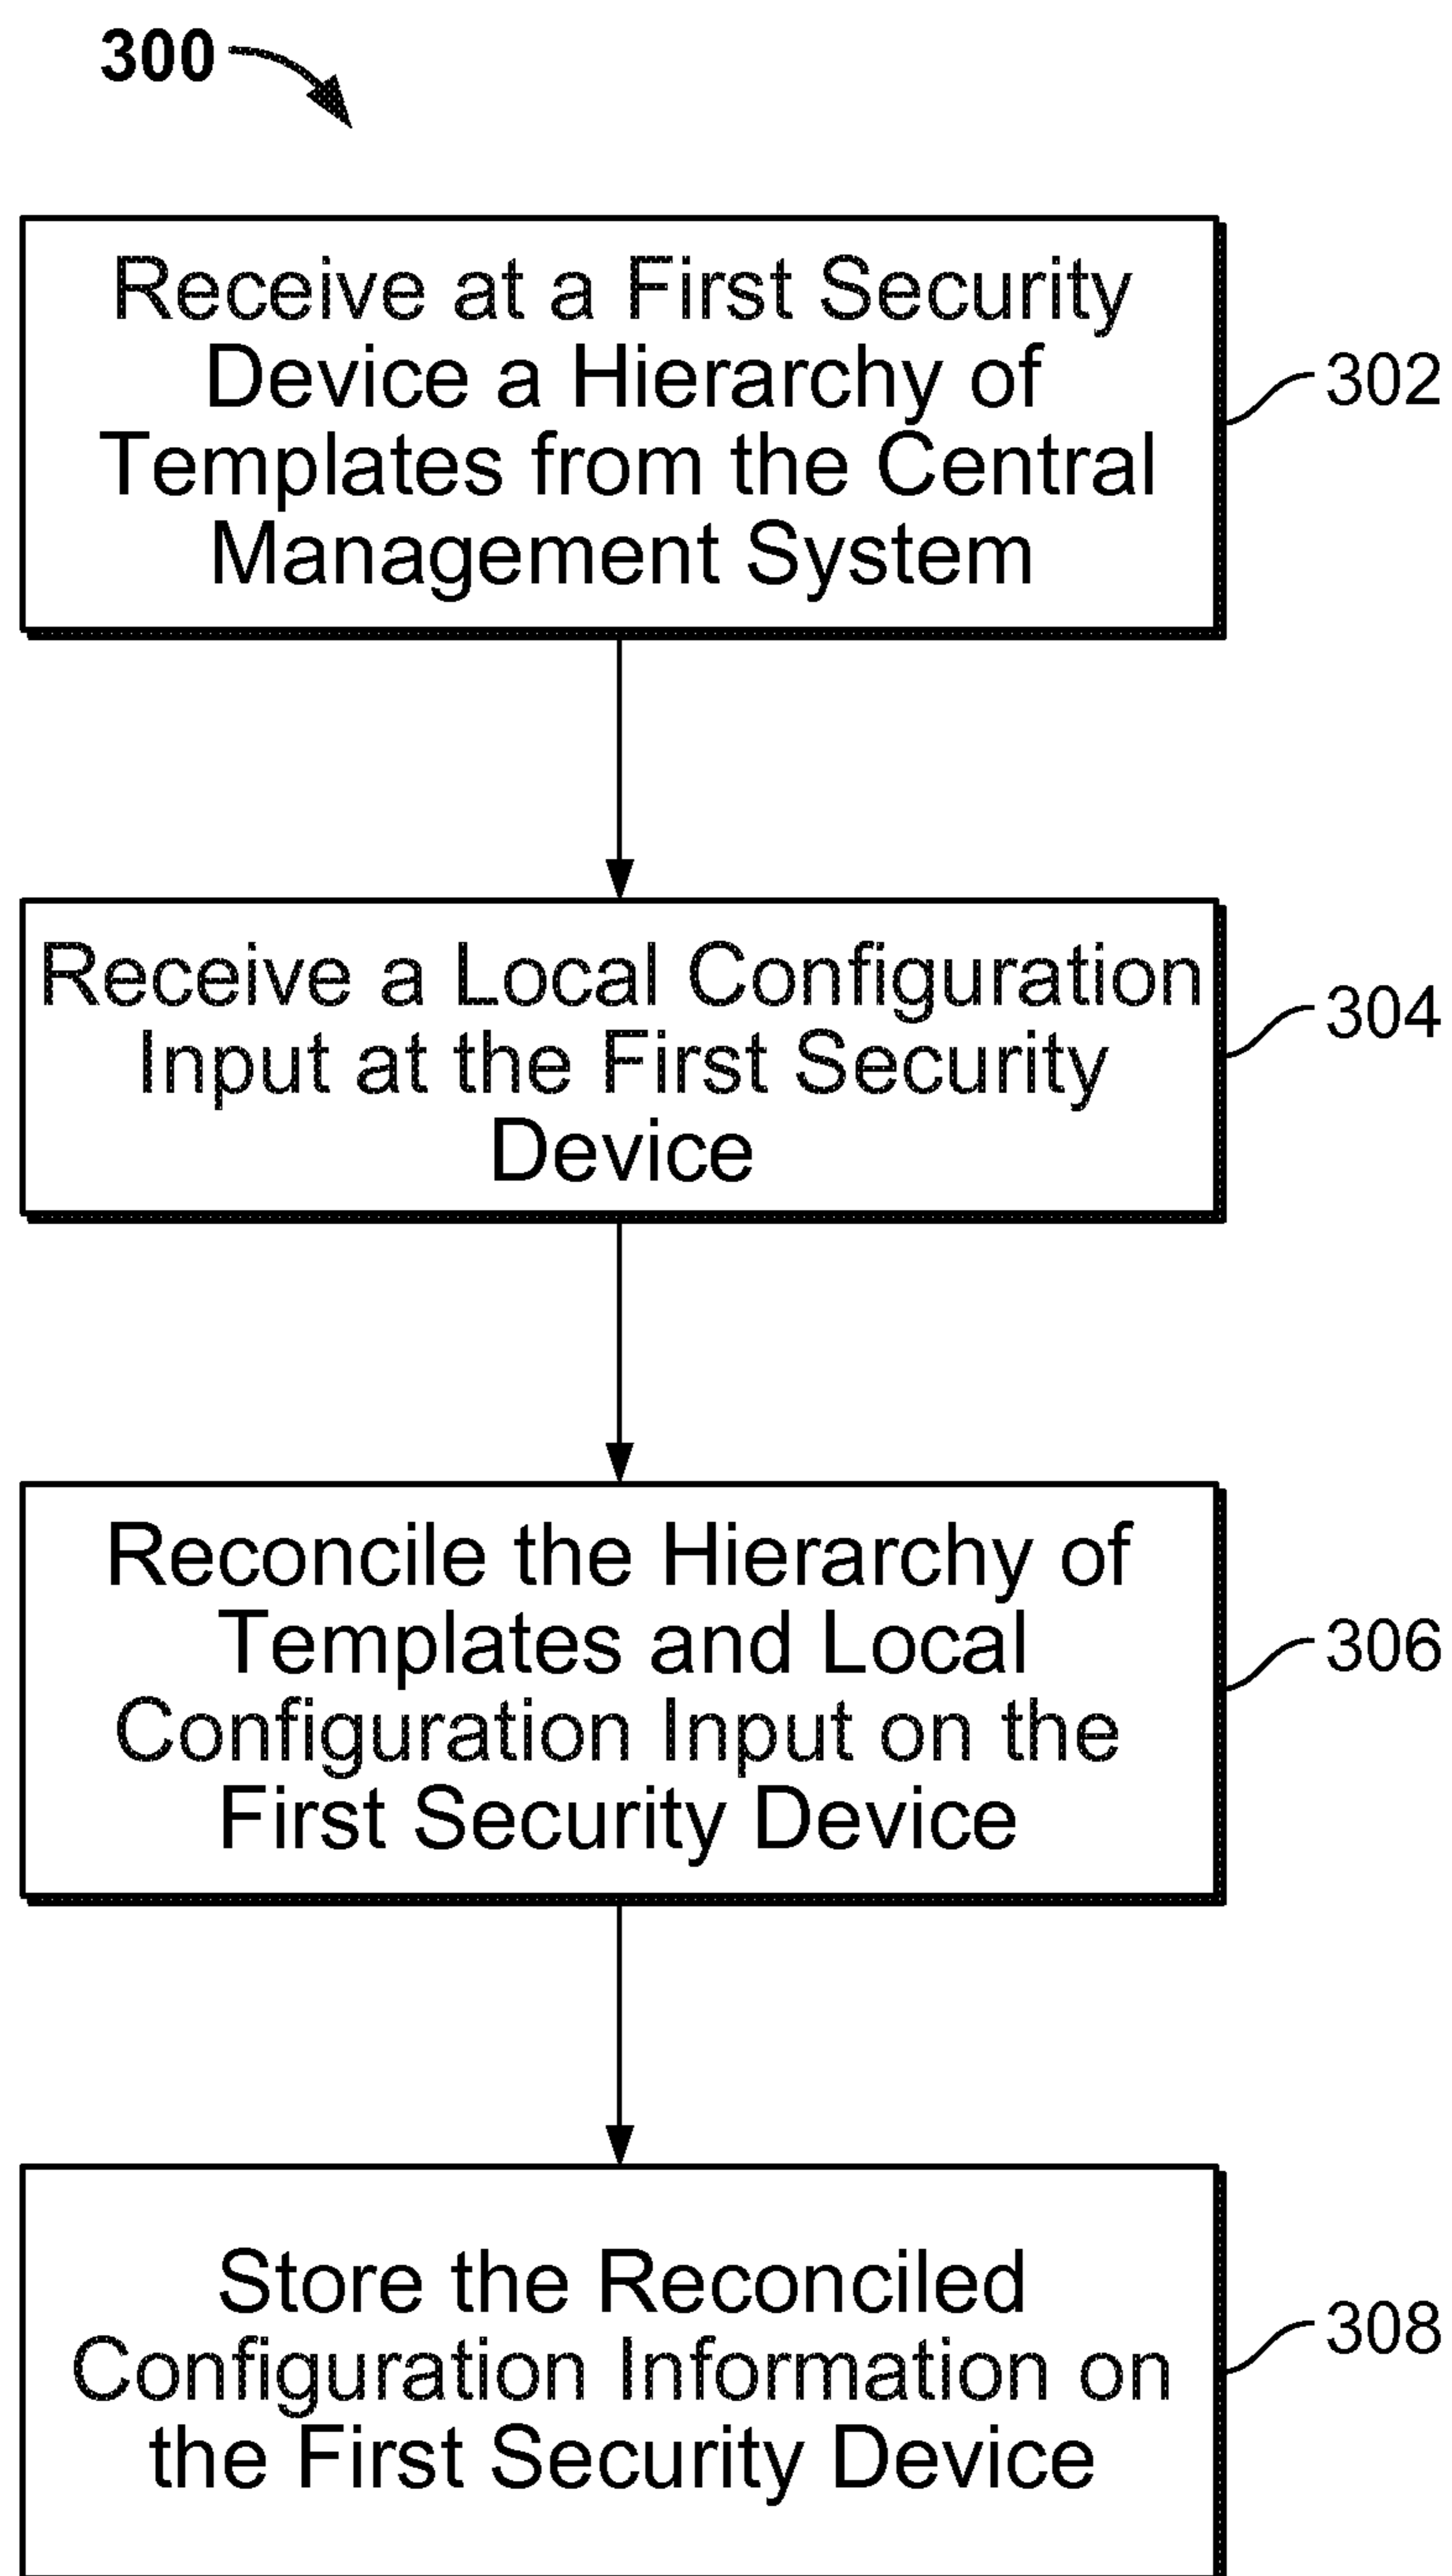 300
Receive at a First Security
Device a Hierarchy of
Templates from the Central
Management System
302
Receive a Local Configuration
Input at the First Security
Device
304
Reconcile the Hierarchy of
Templates and Local
Configuration Input on the
First Security Device
306
Store the Reconciled
Configuration Information on
the First Security Device
308